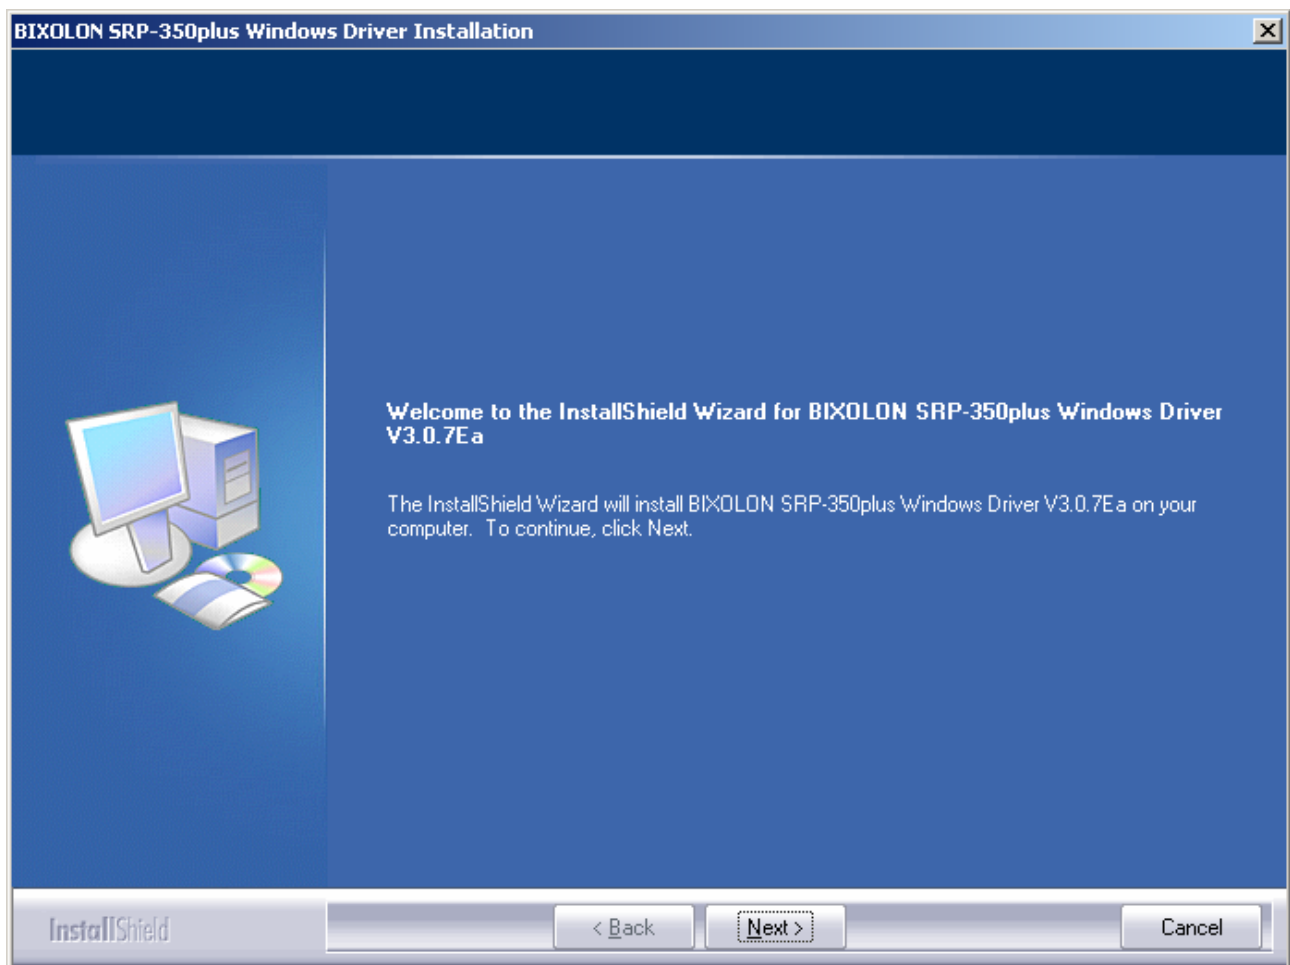 BIXOLON SRP-350plus Windows Driver Installation
Welcome to the InstallShield Wizard for BIXOLON SRP-350plus Windows Driver
V3.0.7Ea
The InstallShield Wizard will install BIXOLON SRP-350plus Windows Driver V3.0.7Ea on your
computer.  To continue, click Next.
InstallShield
< Back
Next >
Cancel